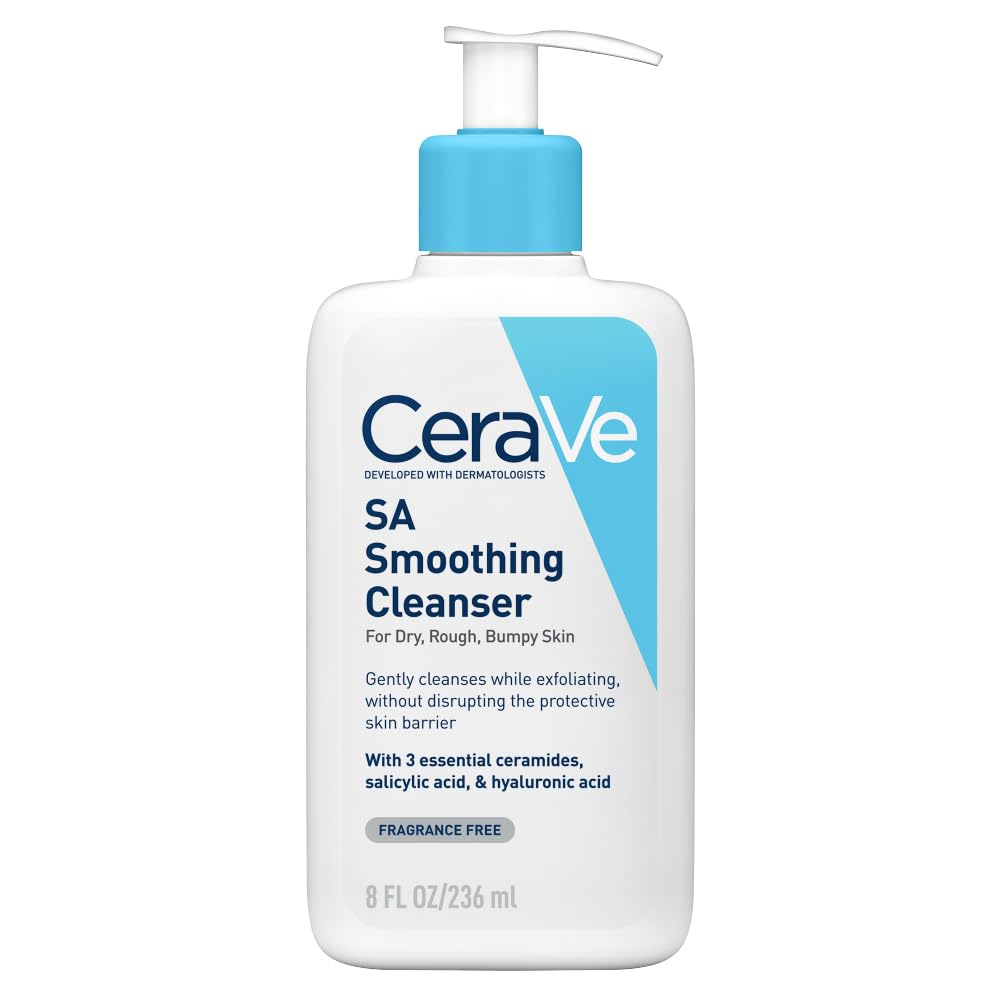 CeraVe
DEVELOPED WITH DERMATOLOGISTS
SA
Smoothing
Cleanser
For Dry, Rough, Bumpy Skin
Gently cleanses while exfoliating,
without disrupting the protective
skin barrier
With 3 essential ceramides,
salicylic acid, & hyaluronic acid
FRAGRANCE FREE
8 FL OZ/236 ml